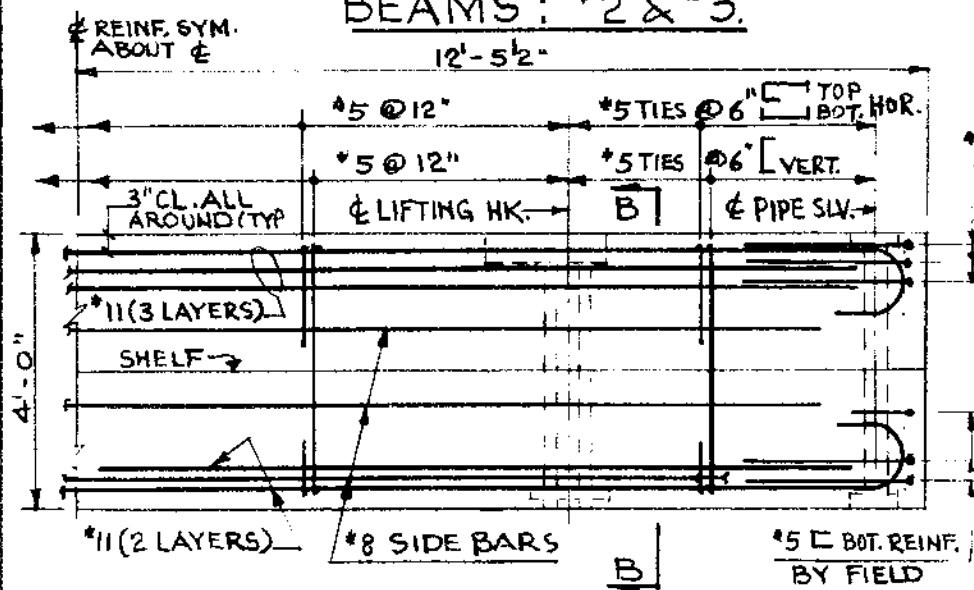 BEAMS: #2 & #3.
℄ REINF. SYM.
ABOUT ℄
12'-5½"
#5 @ 12"
#5 TIES @ 6" TOP
BOT. HOR.
#5 @ 12"
#5 TIES @6" [ VERT.
3" CL. ALL
AROUND (TYP
℄ LIFTING HK.
B
℄ PIPE SLV.
#11 (3 LAYERS)
SHELF
4'-0"
#11 (2 LAYERS)
#8 SIDE BARS
B
#5 ⊏ BOT. REINF.
BY FIELD